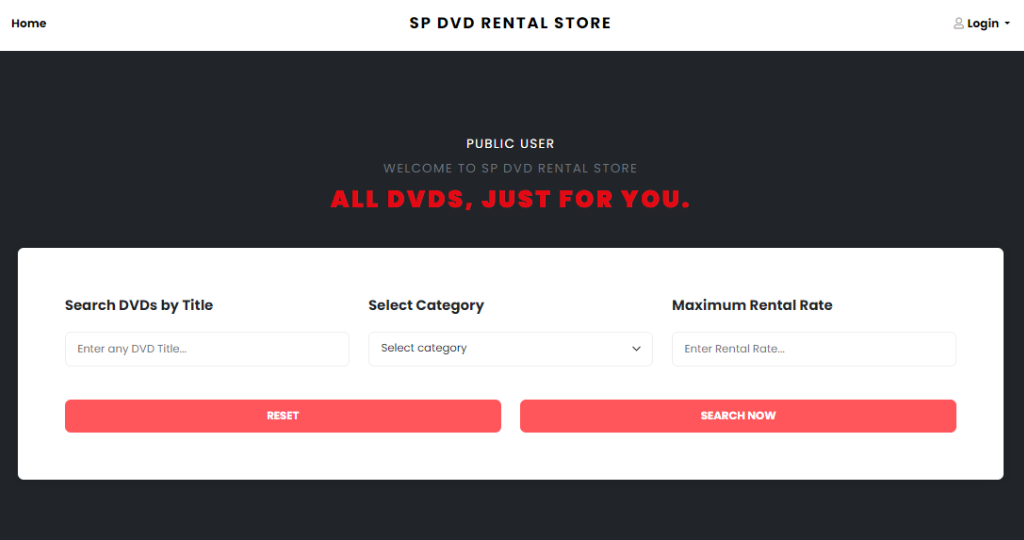 Home
SP DVD RENTAL STORE
Login
PUBLIC USER
WELCOME TO SP DVD RENTAL STORE
ALL DVDS, JUST FOR YOU.
Search DVDs by Title
Select Category
Maximum Rental Rate
Enter any DVD Title...
Select category
Enter Rental Rate...
RESET
SEARCH NOW